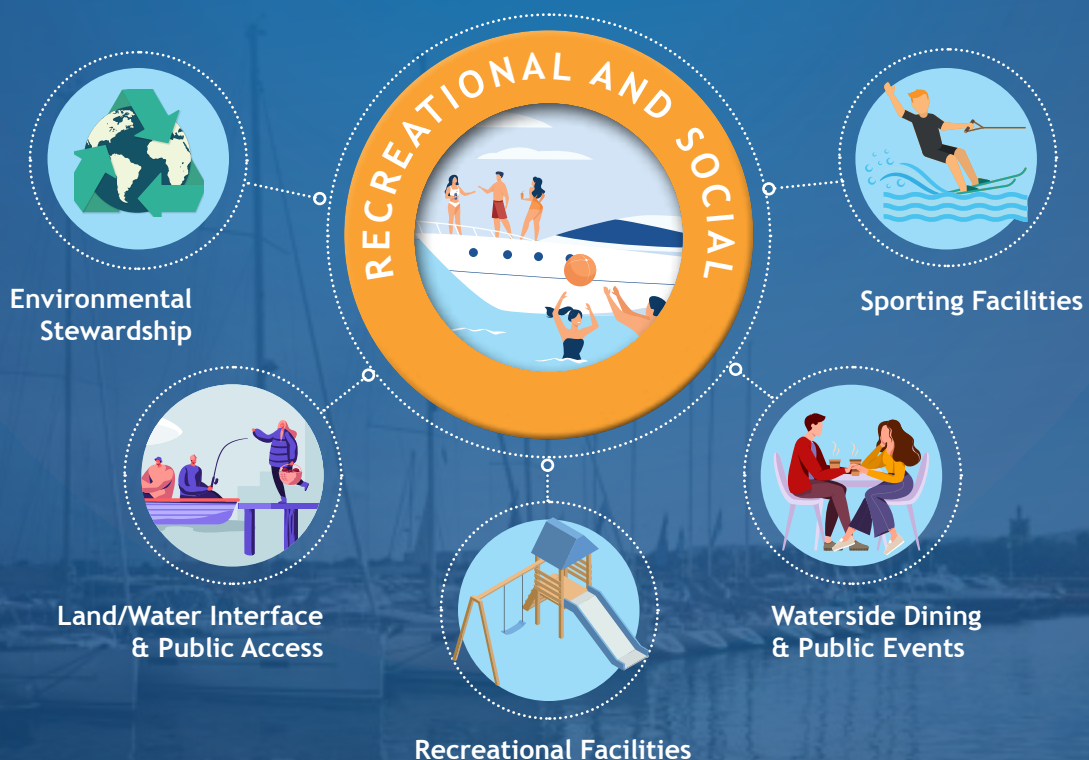 RECREATIONAL AND SOCIAL
Environmental
Stewardship
Sporting Facilities
Land/Water Interface
& Public Access
Waterside Dining
& Public Events
Recreational Facilities